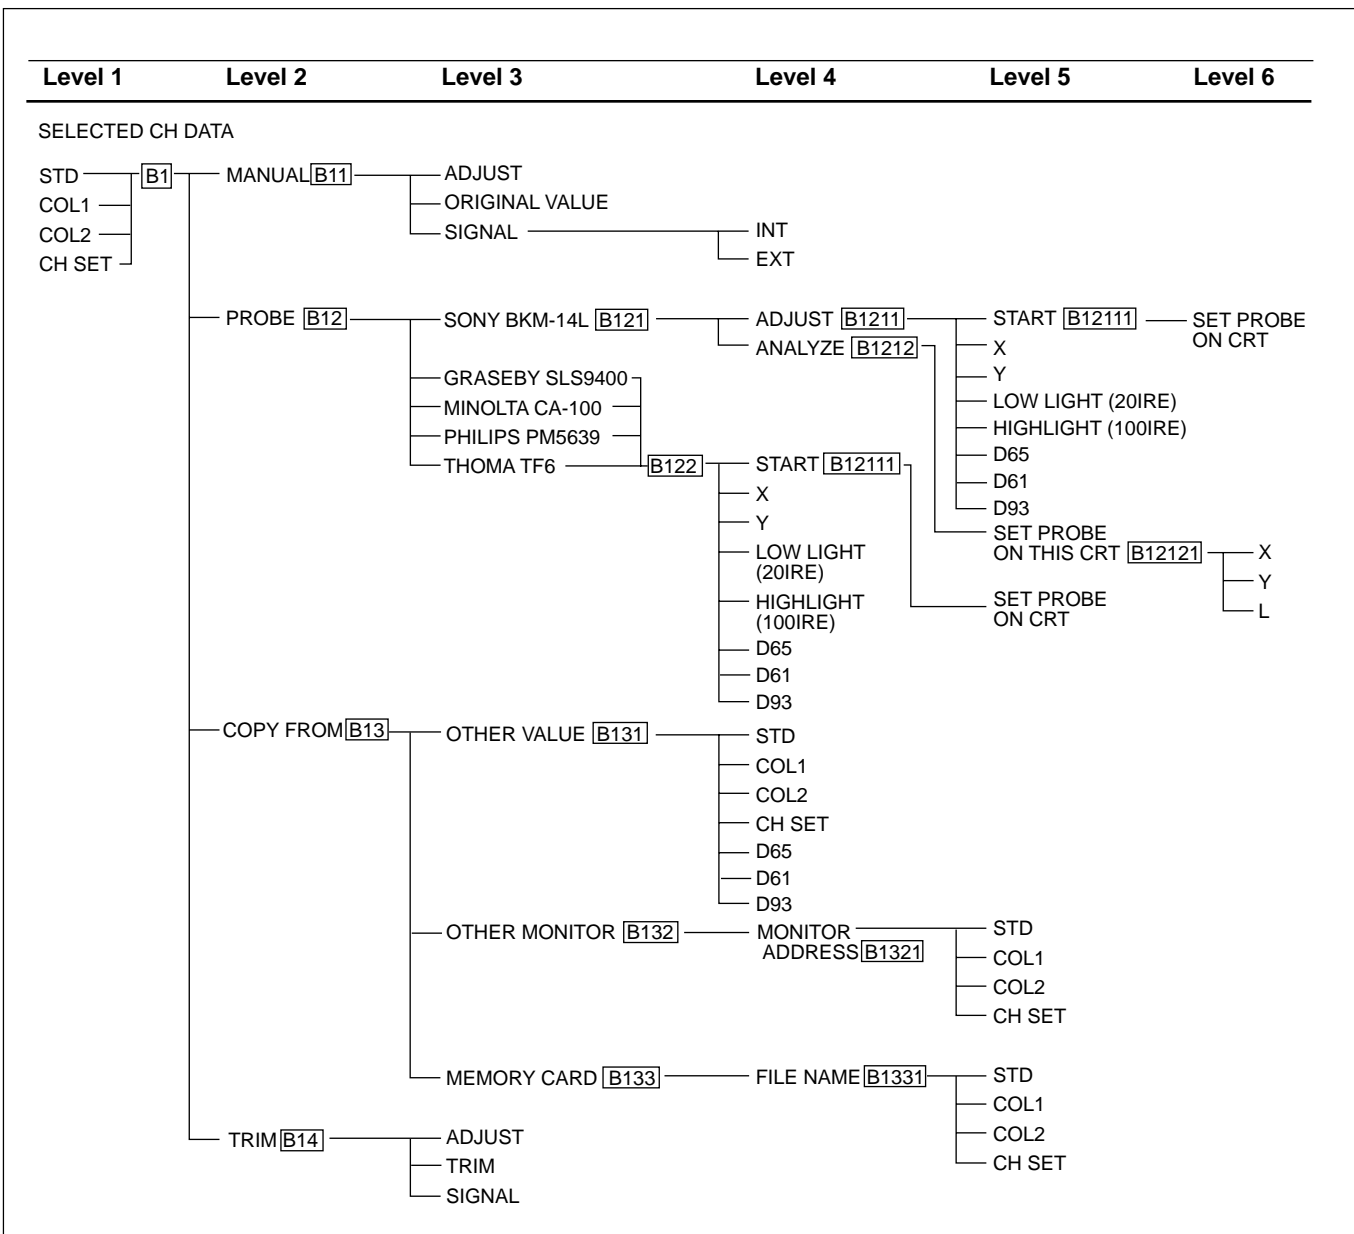 Level 1 Level 2 Level 3 Level 4 Level 5 Level 6
SELECTED CH DATA
STD B1 MANUAL B11 ADJUST
COL1 ORIGINAL VALUE
COL2 SIGNAL INT
CH SET EXT
PROBE B12 SONY BKM-14L B121 ADJUST B1211 START B12111 SET PROBE
ON CRT
ANALYZE B1212 X
Y
GRASEBY SLS9400
MINOLTA CA-100 LOW LIGHT (20IRE)
PHILIPS PM5639 HIGHLIGHT (100IRE)
D65
THOMA TF6 B122 START B12111
D61
X D93
Y SET PROBE
ON THIS CRT B12121 X
LOW LIGHT
(20IRE) Y
HIGHLIGHT SET PROBE L
(100IRE) ON CRT
D65
D61
D93
COPY FROM B13 OTHER VALUE B131 STD
COL1
COL2
CH SET
D65
D61
D93
OTHER MONITOR B132 MONITOR STD
ADDRESS B1321
COL1
COL2
CH SET
MEMORY CARD B133 FILE NAME B1331 STD
COL1
COL2
CH SET
TRIM B14 ADJUST
TRIM
SIGNAL